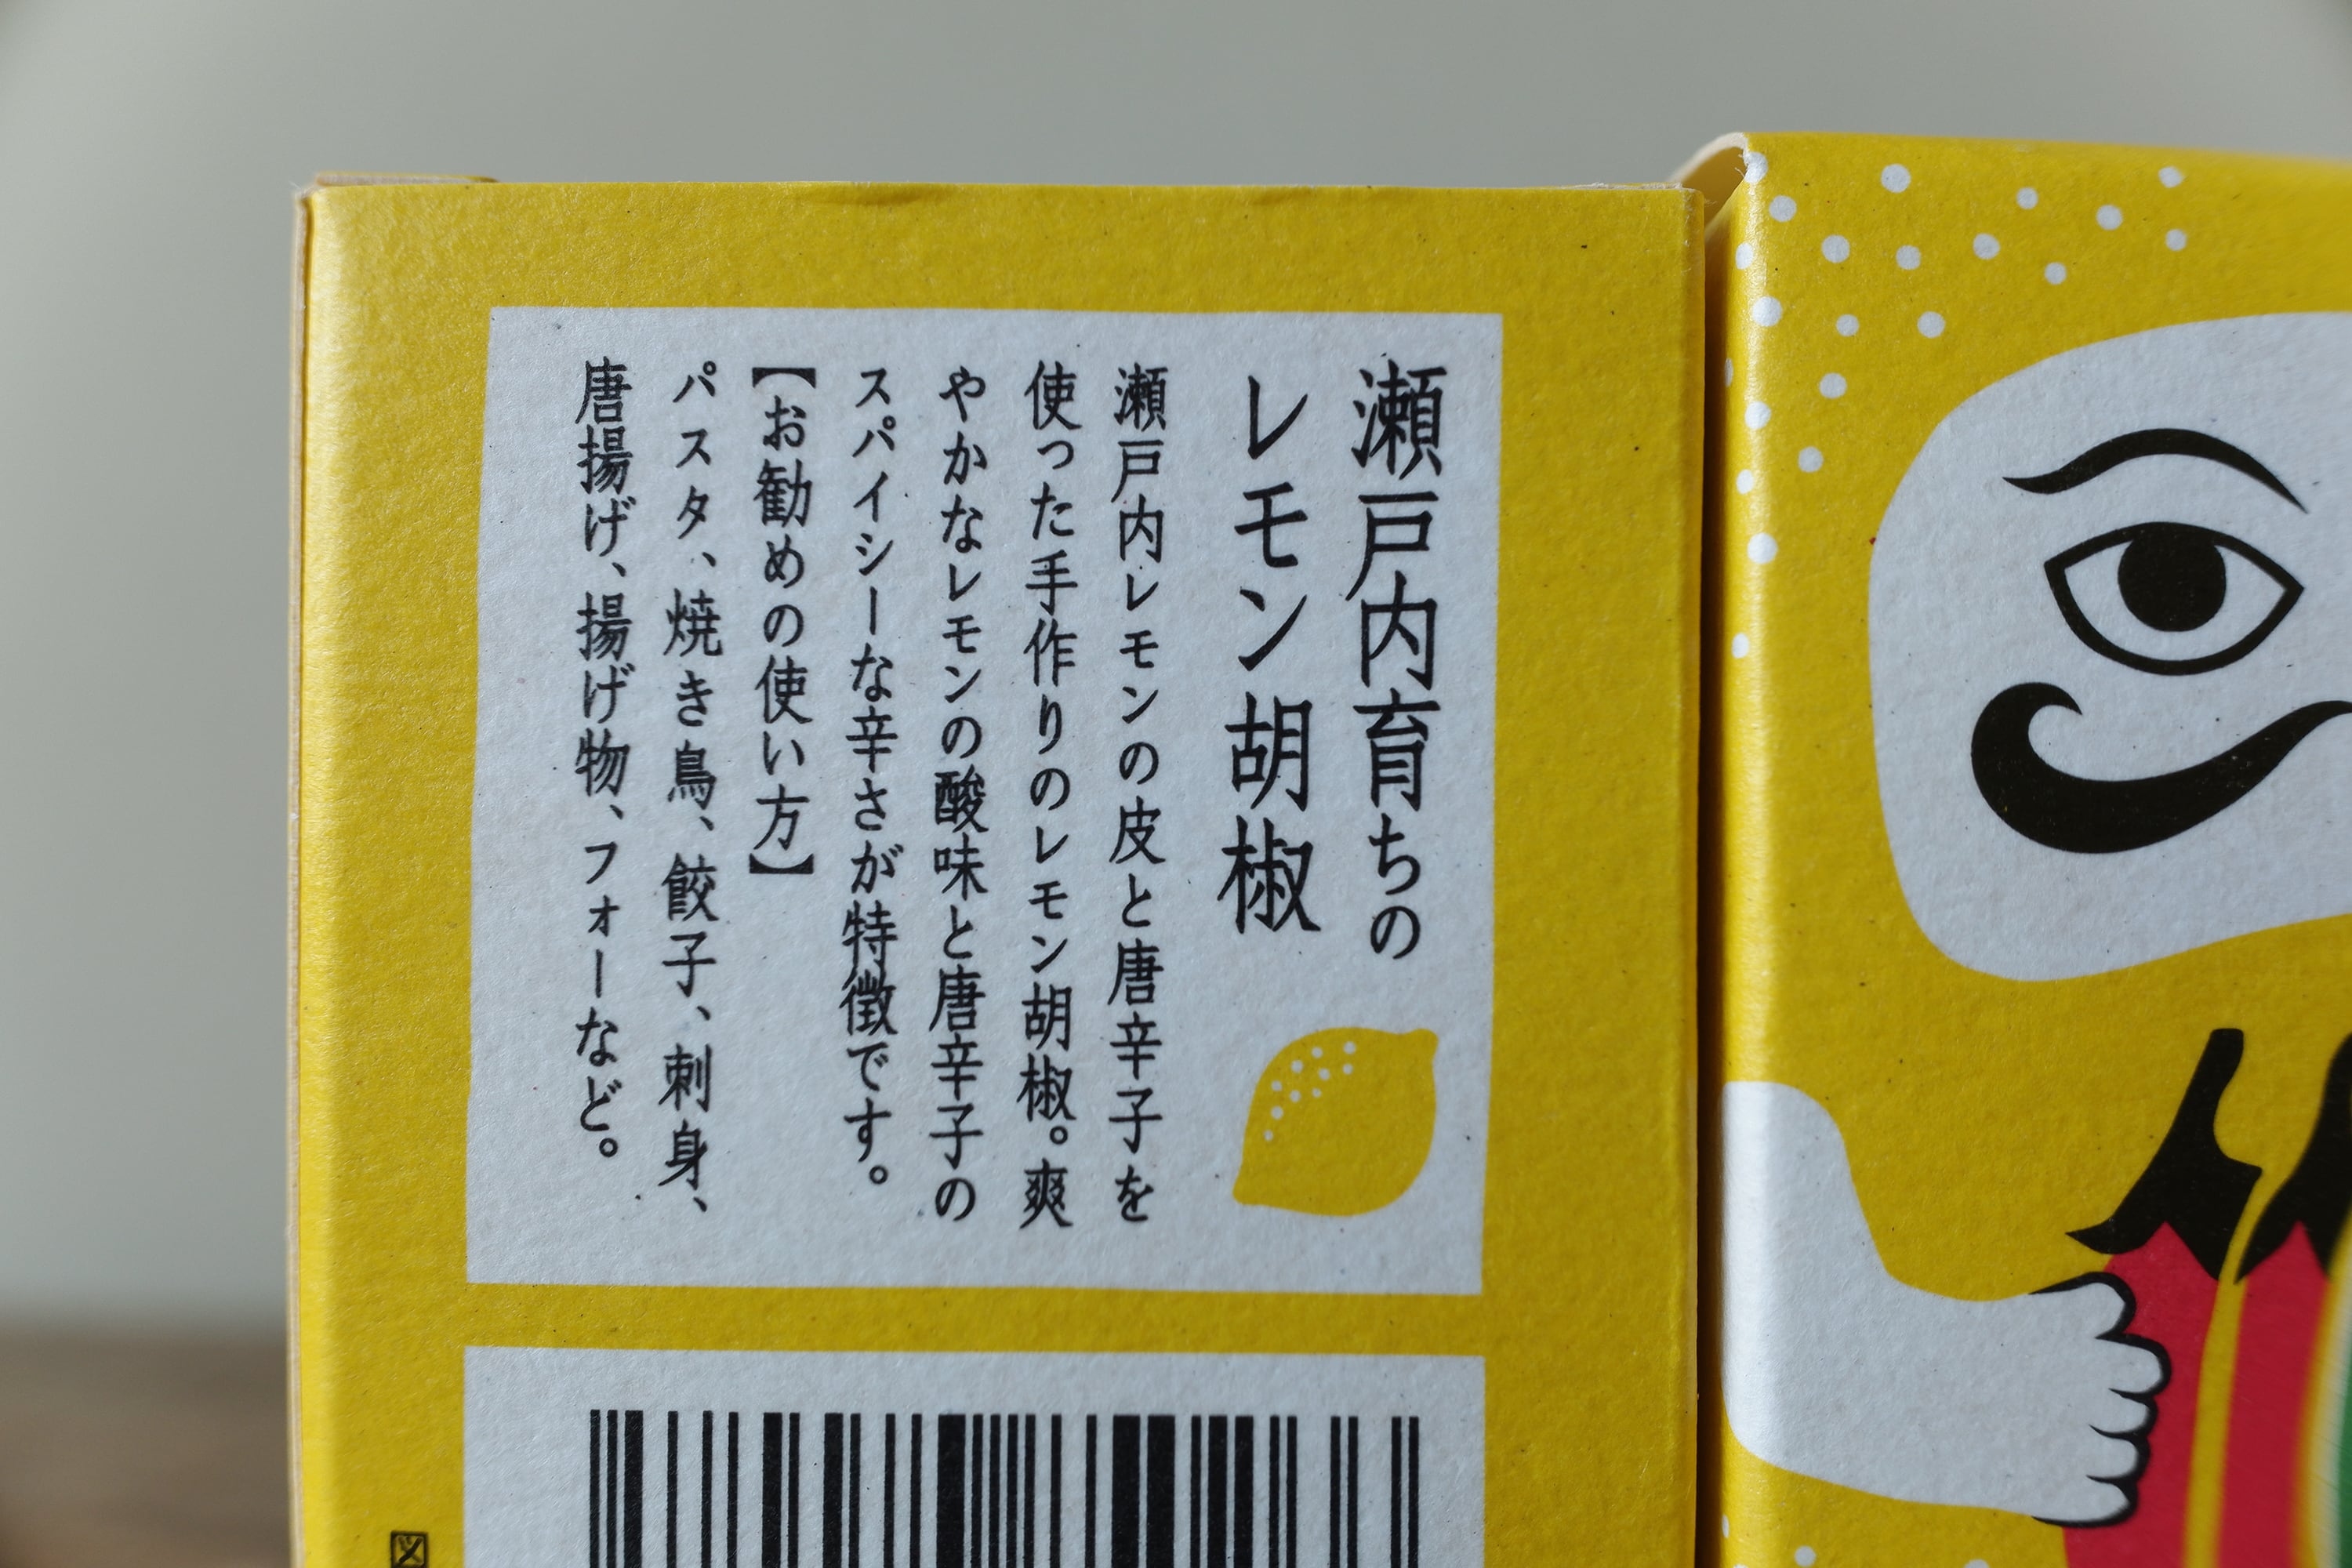 瀬戸内育ちの
レモン胡椒
瀬戸内レモンの皮と唐辛子を
使った手作りのレモン胡椒。爽
やかなレモンの酸味と唐辛子の
スパイシーな辛さが特徴です。
【お勧めの使い方】
パスタ、焼き鳥、餃子、刺身、
唐揚げ、揚げ物、フォーなど。